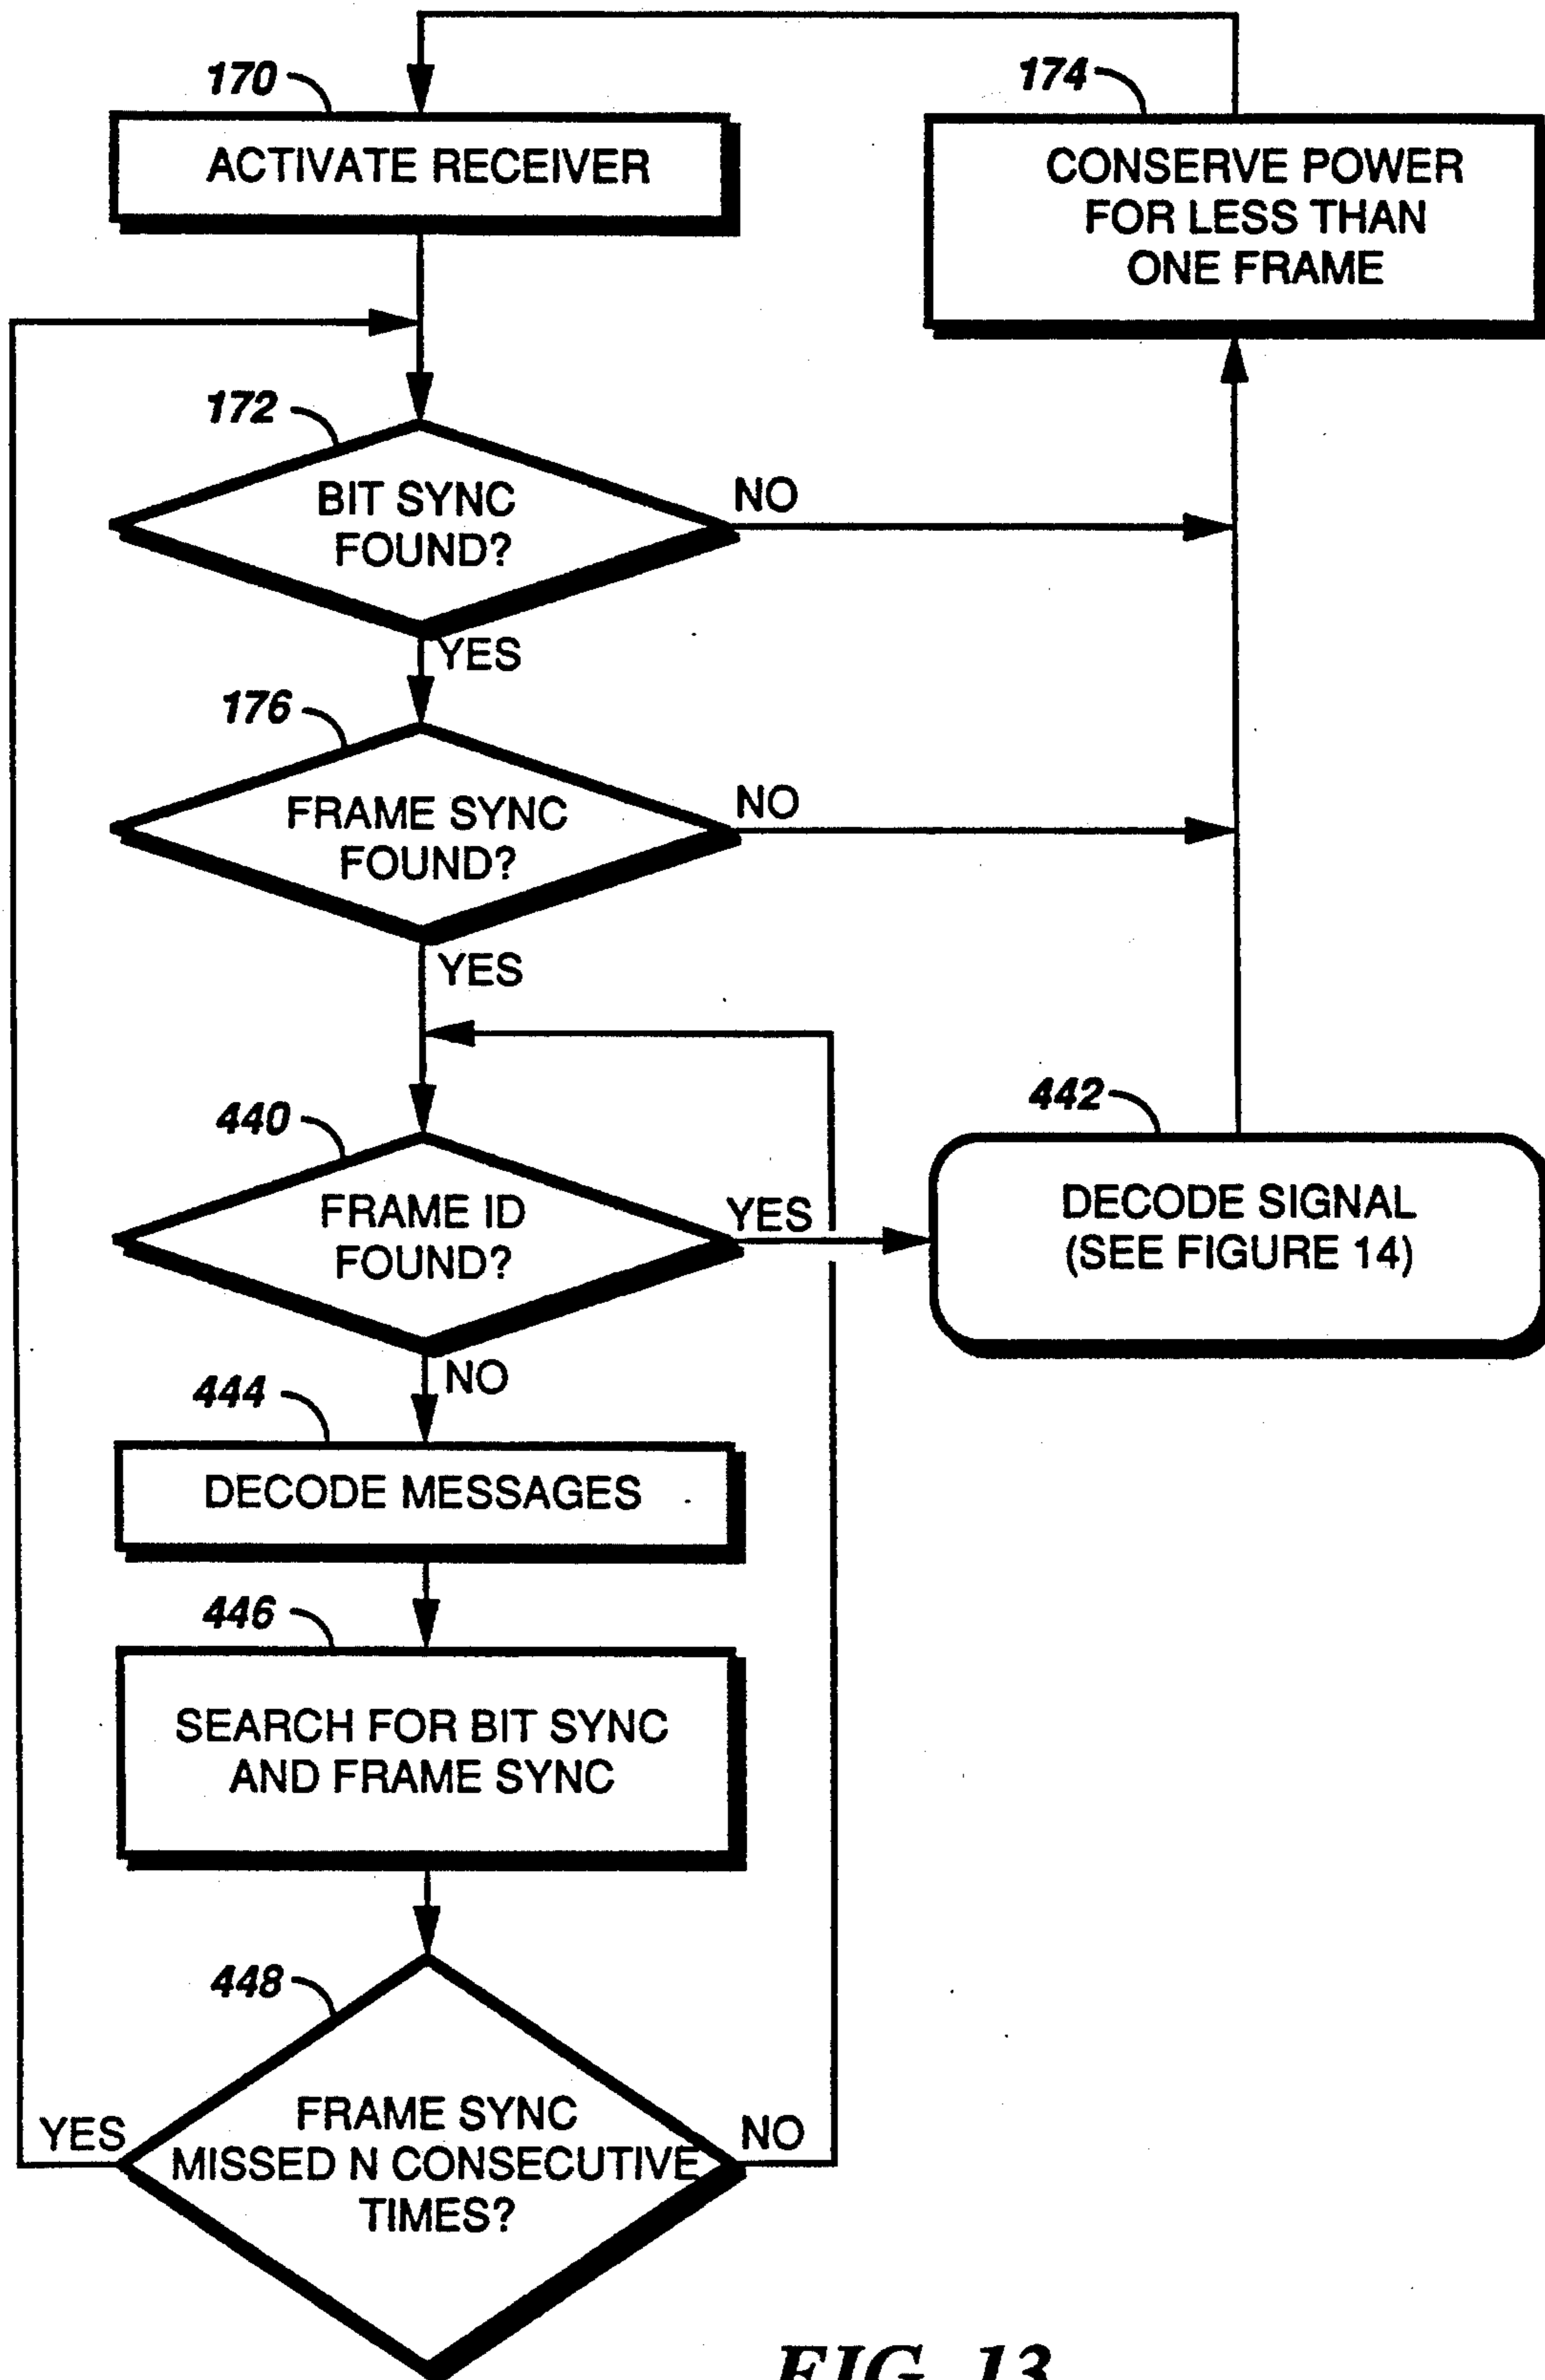 170
ACTIVATE RECEIVER
174
CONSERVE POWER
FOR LESS THAN
ONE FRAME
172
BIT SYNC
FOUND?
NO
YES
176
FRAME SYNC
FOUND?
NO
YES
440
FRAME ID
FOUND?
YES
442
DECODE SIGNAL
(SEE FIGURE 14)
NO
444
DECODE MESSAGES
446
SEARCH FOR BIT SYNC
AND FRAME SYNC
448
YES
FRAME SYNC
MISSED N CONSECUTIVE
TIMES?
NO
FIG. 13